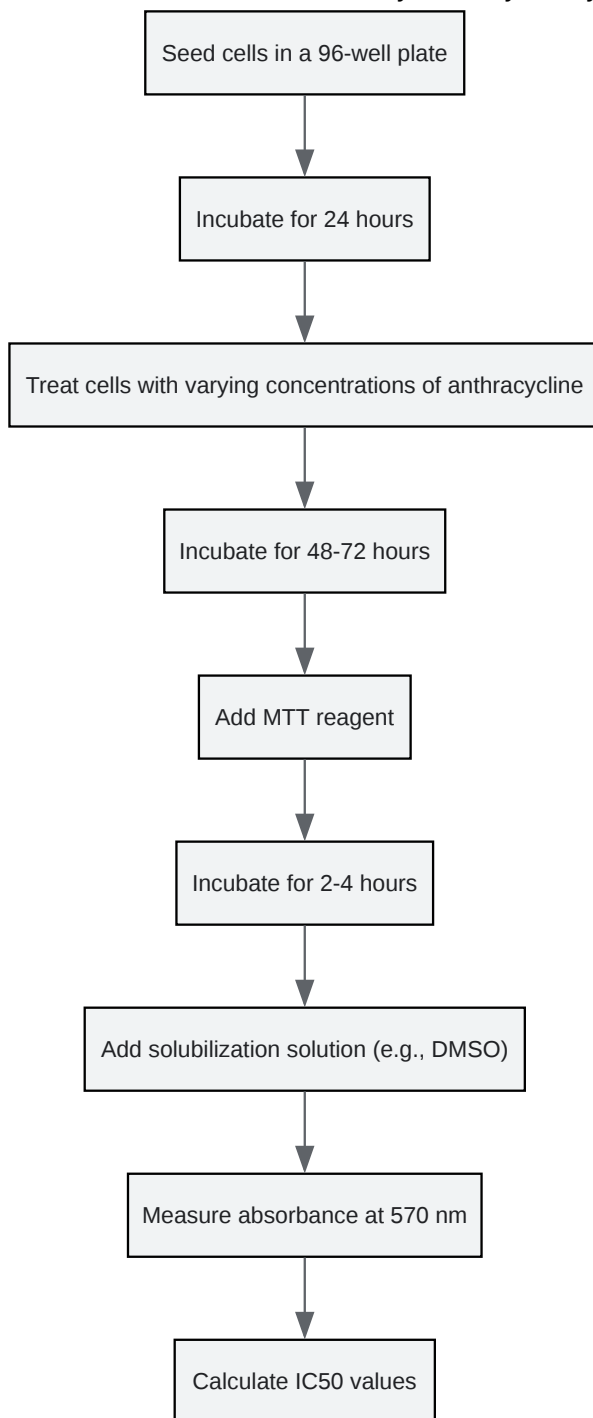 Seed cells in a 96-well plate
Incubate for 24 hours
Treat cells with varying concentrations of anthracycline
Incubate for 48-72 hours
Add MTT reagent
Incubate for 2-4 hours
Add solubilization solution (e.g., DMSO)
Measure absorbance at 570 nm
Calculate IC50 values